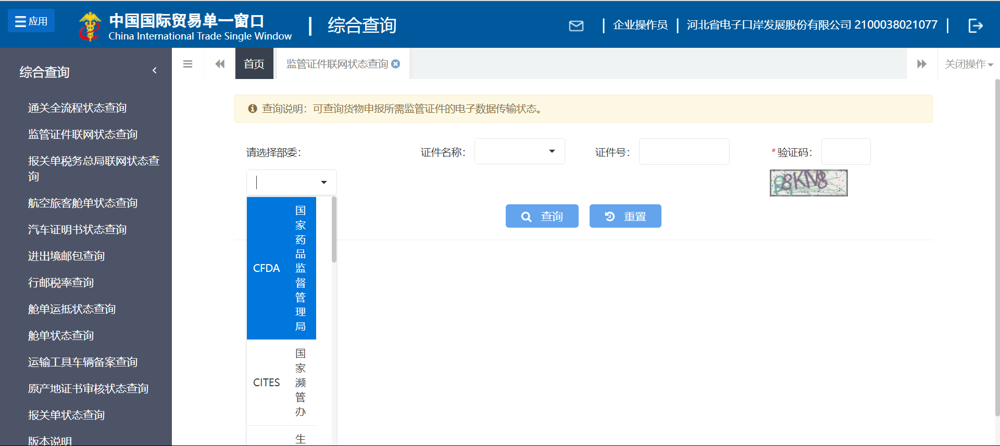 应用
中国国际贸易单一窗口
China International Trade Single Window
综合查询
企业操作员
河北省电子口岸发展股份有限公司 2100038021077
综合查询
通关全流程状态查询
监管证件联网状态查询
报关单税务总局联网状态查
询
航空旅客舱单状态查询
汽车证明书状态查询
进出境邮包查询
行邮税率查询
舱单运抵状态查询
舱单状态查询
运输工具车辆备案查询
原产地证书审核状态查询
报关单状态查询
版本说明
首页
监管证件联网状态查询
关闭操作
查询说明：可查询货物申报所需监管证件的电子数据传输状态。
请选择部委：
证件名称：
证件号：
*验证码：
查询
重置
CFDA
国
家
药
品
监
督
管
理
局
CITES
国
家
濒
管
办
生